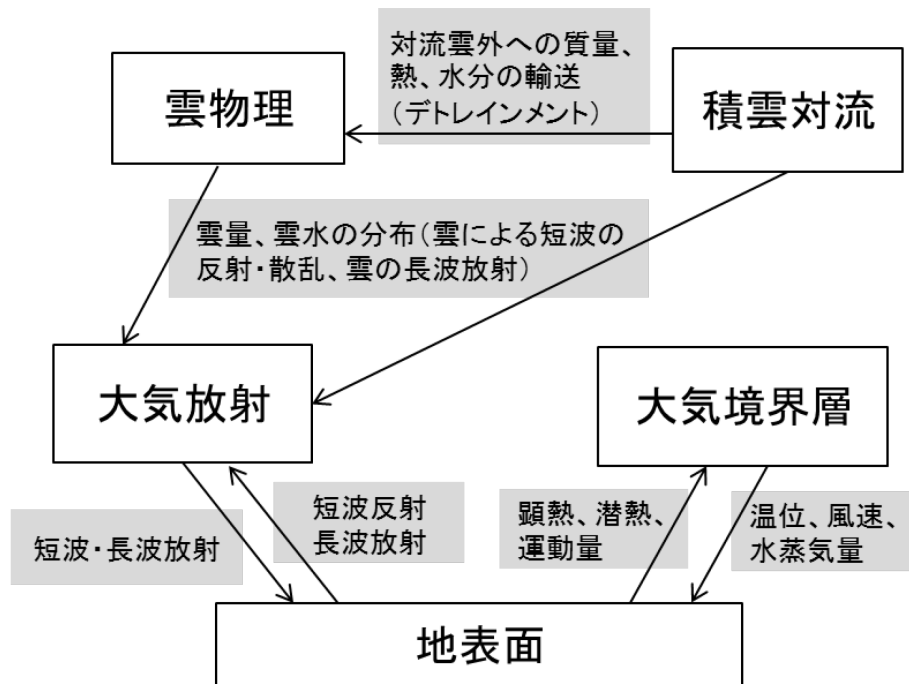 対流雲外への質量、
熱、水分の輸送
（デトレインメント）
雲物理
積雲対流
雲量、雲水の分布（雲による短波の
反射・散乱、雲の長波放射）
大気放射
大気境界層
短波・長波放射
短波反射
長波放射
顕熱、潜熱、
運動量
温位、風速、
水蒸気量
地表面